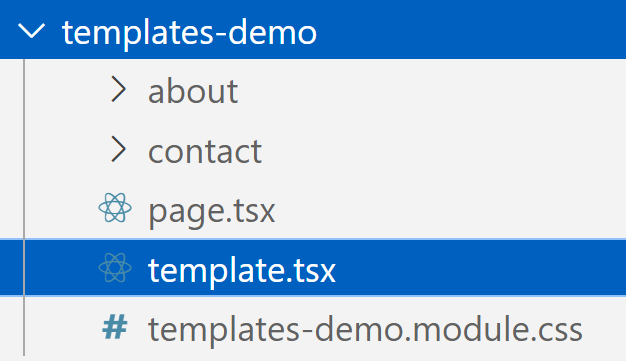 templates-demo
about
contact
page.tsx
template.tsx
# templates-demo.module.css